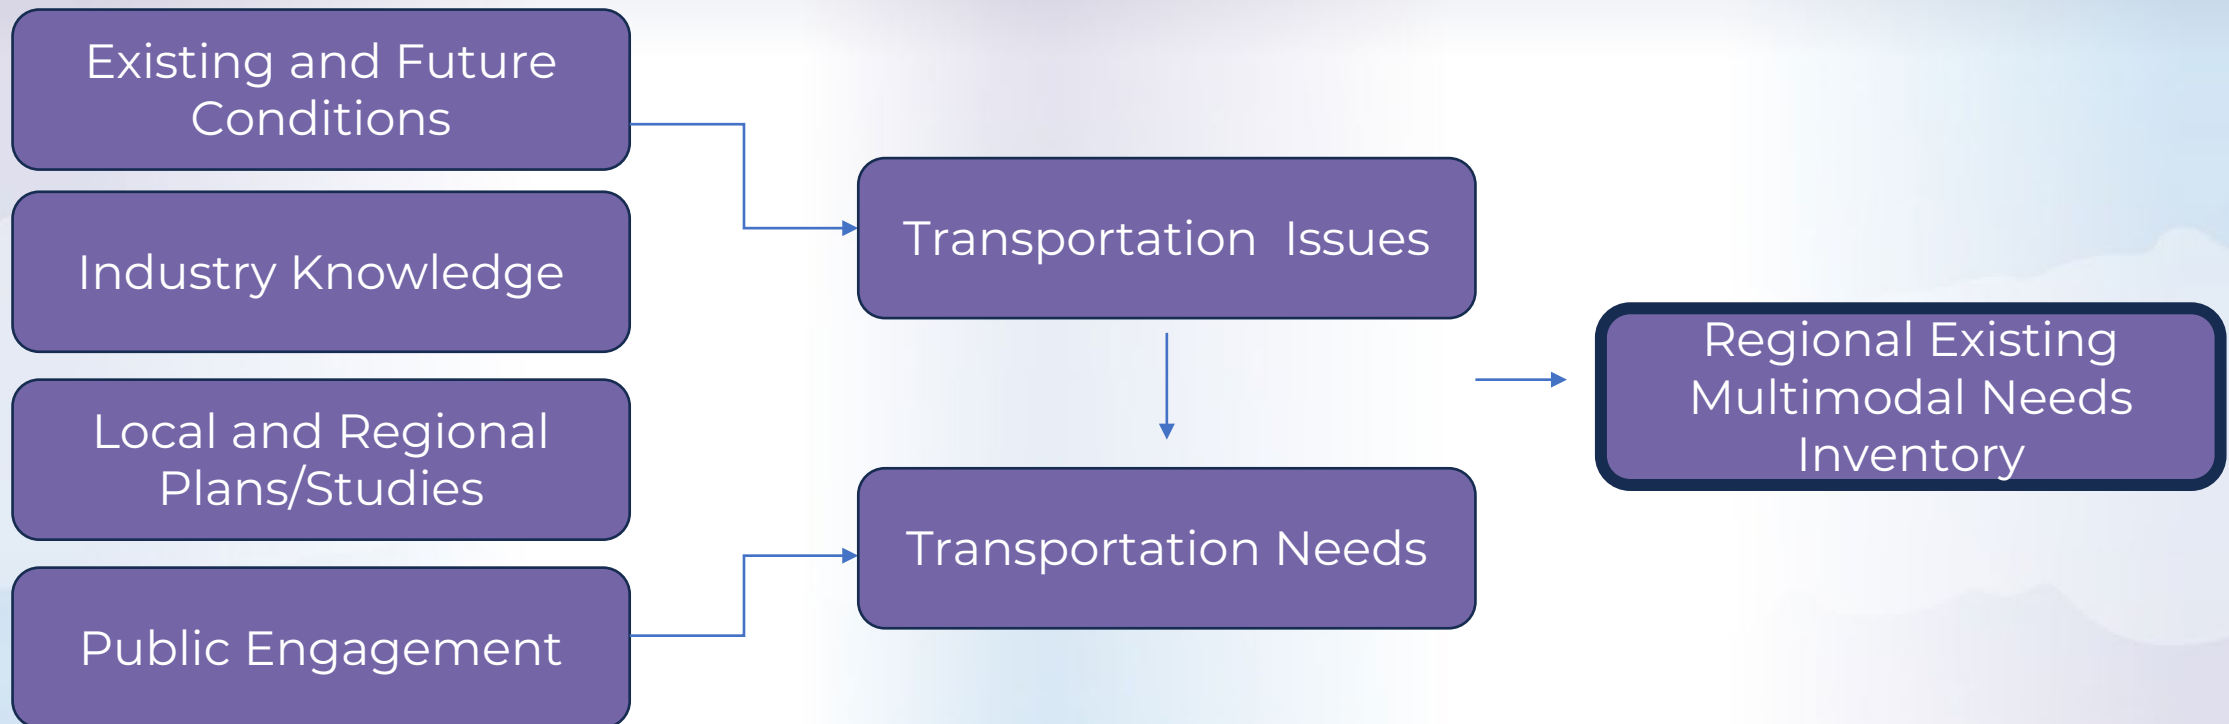 Existing and Future
Conditions
Industry Knowledge
Local and Regional
Plans/Studies
Public Engagement
Transportation  Issues
Transportation Needs
Regional Existing
Multimodal Needs
Inventory